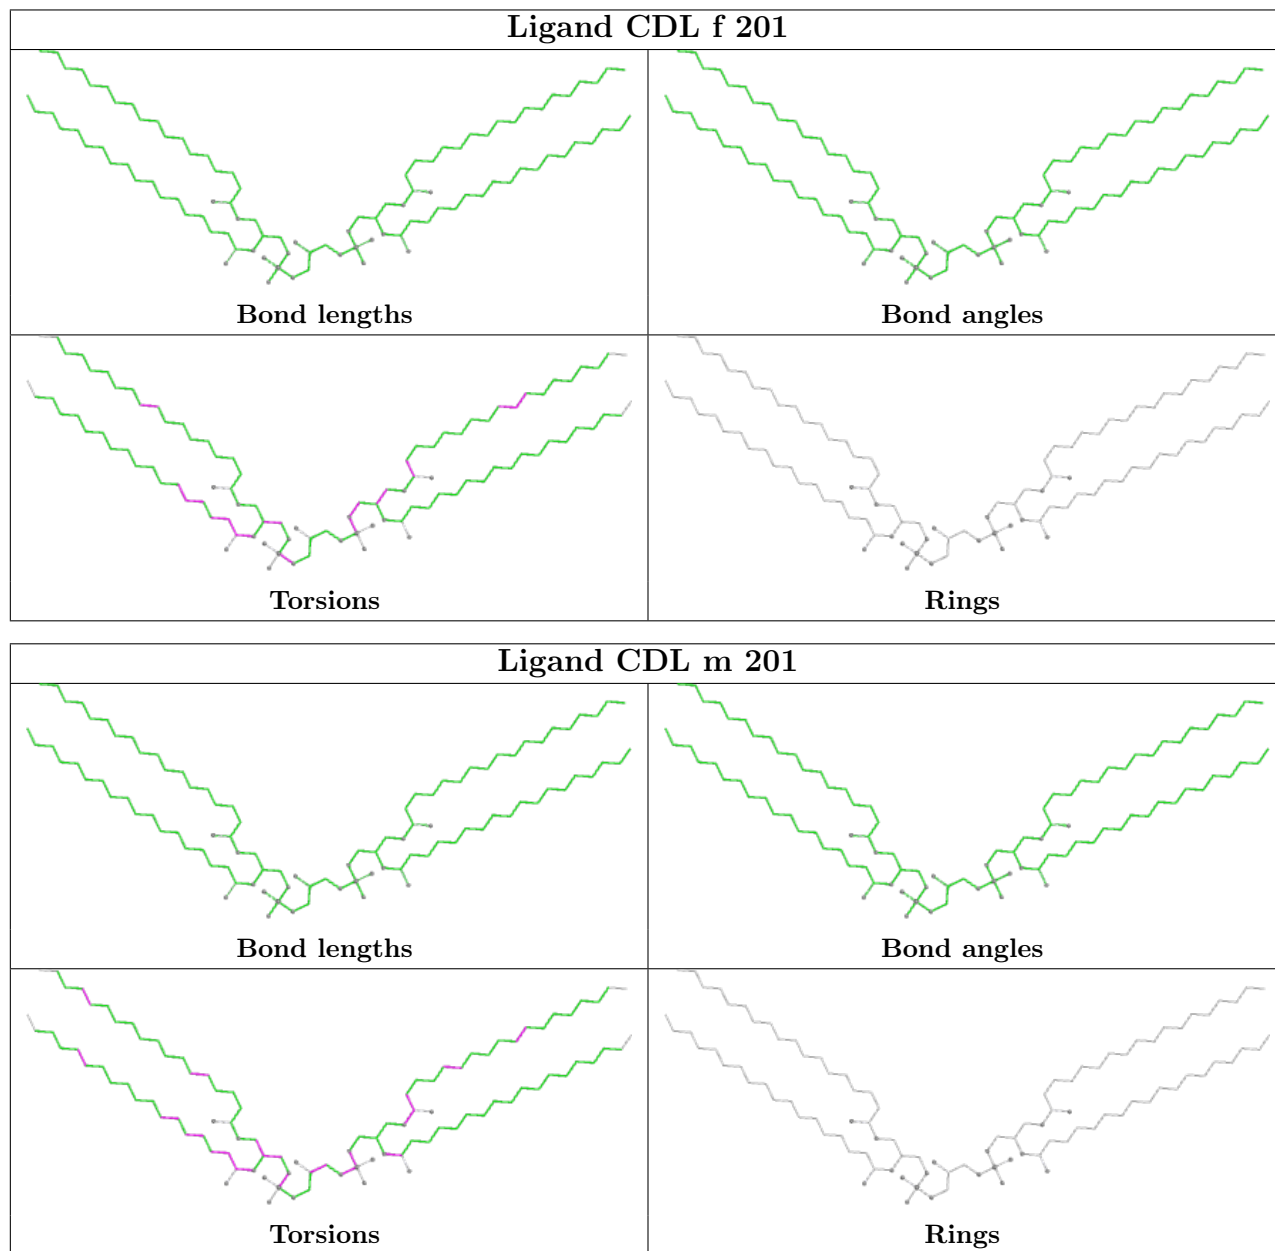 Ligand CDL f 201
Bond lengths
Bond angles
Torsions
Rings
Ligand CDL m 201
Bond lengths
Bond angles
Torsions
Rings